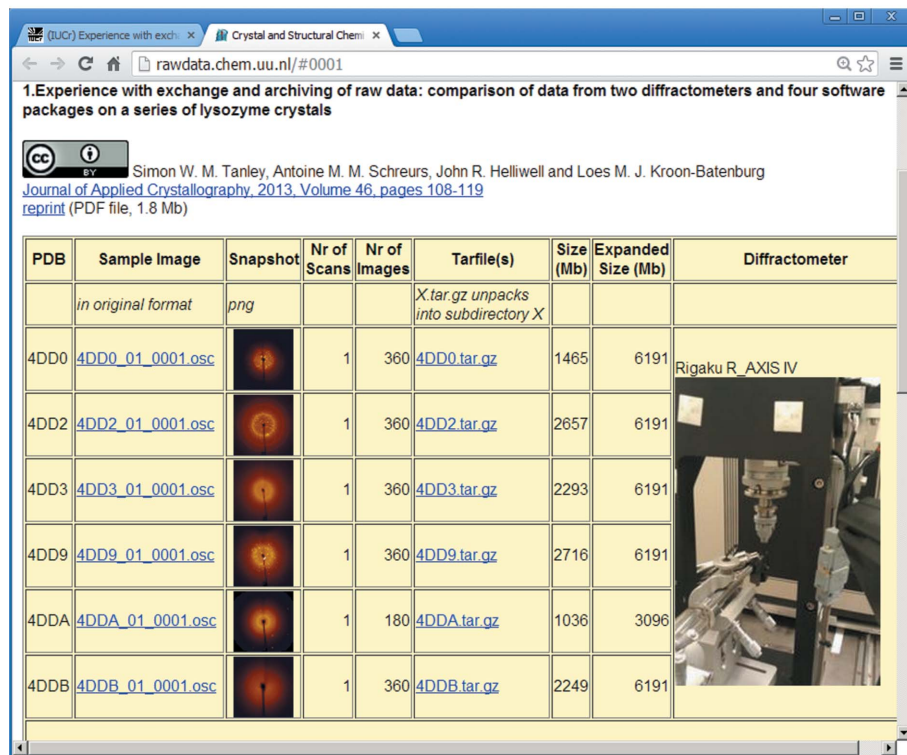 (IUCr) Experience with exch
Crystal and Structural Chem
rawdata.chem.uu.nl/#0001
1.Experience with exchange and archiving of raw data: comparison of data from two diffractometers and four software
packages on a series of lysozyme crystals
cc BY Simon W. M. Tanley, Antoine M. M. Schreurs, John R. Helliwell and Loes M. J. Kroon-Batenburg
Journal of Applied Crystallography, 2013, Volume 46, pages 108-119
reprint (PDF file, 1.8 Mb)
PDB Sample Image Snapshot Nr of Scans Nr of Images Tarfile(s) Size (Mb) Expanded Size (Mb) Diffractometer
in original format png X.tar.gz unpacks into subdirectory X
4DD0 4DD0_01_0001.osc 1 360 4DD0.tar.gz 1465 6191 Rigaku R_AXIS IV
4DD2 4DD2_01_0001.osc 1 360 4DD2.tar.gz 2657 6191
4DD3 4DD3_01_0001.osc 1 360 4DD3.tar.gz 2293 6191
4DD9 4DD9_01_0001.osc 1 360 4DD9.tar.gz 2716 6191
4DDA 4DDA_01_0001.osc 1 180 4DDA.tar.gz 1036 3096
4DDB 4DDB_01_0001.osc 1 360 4DDB.tar.gz 2249 6191